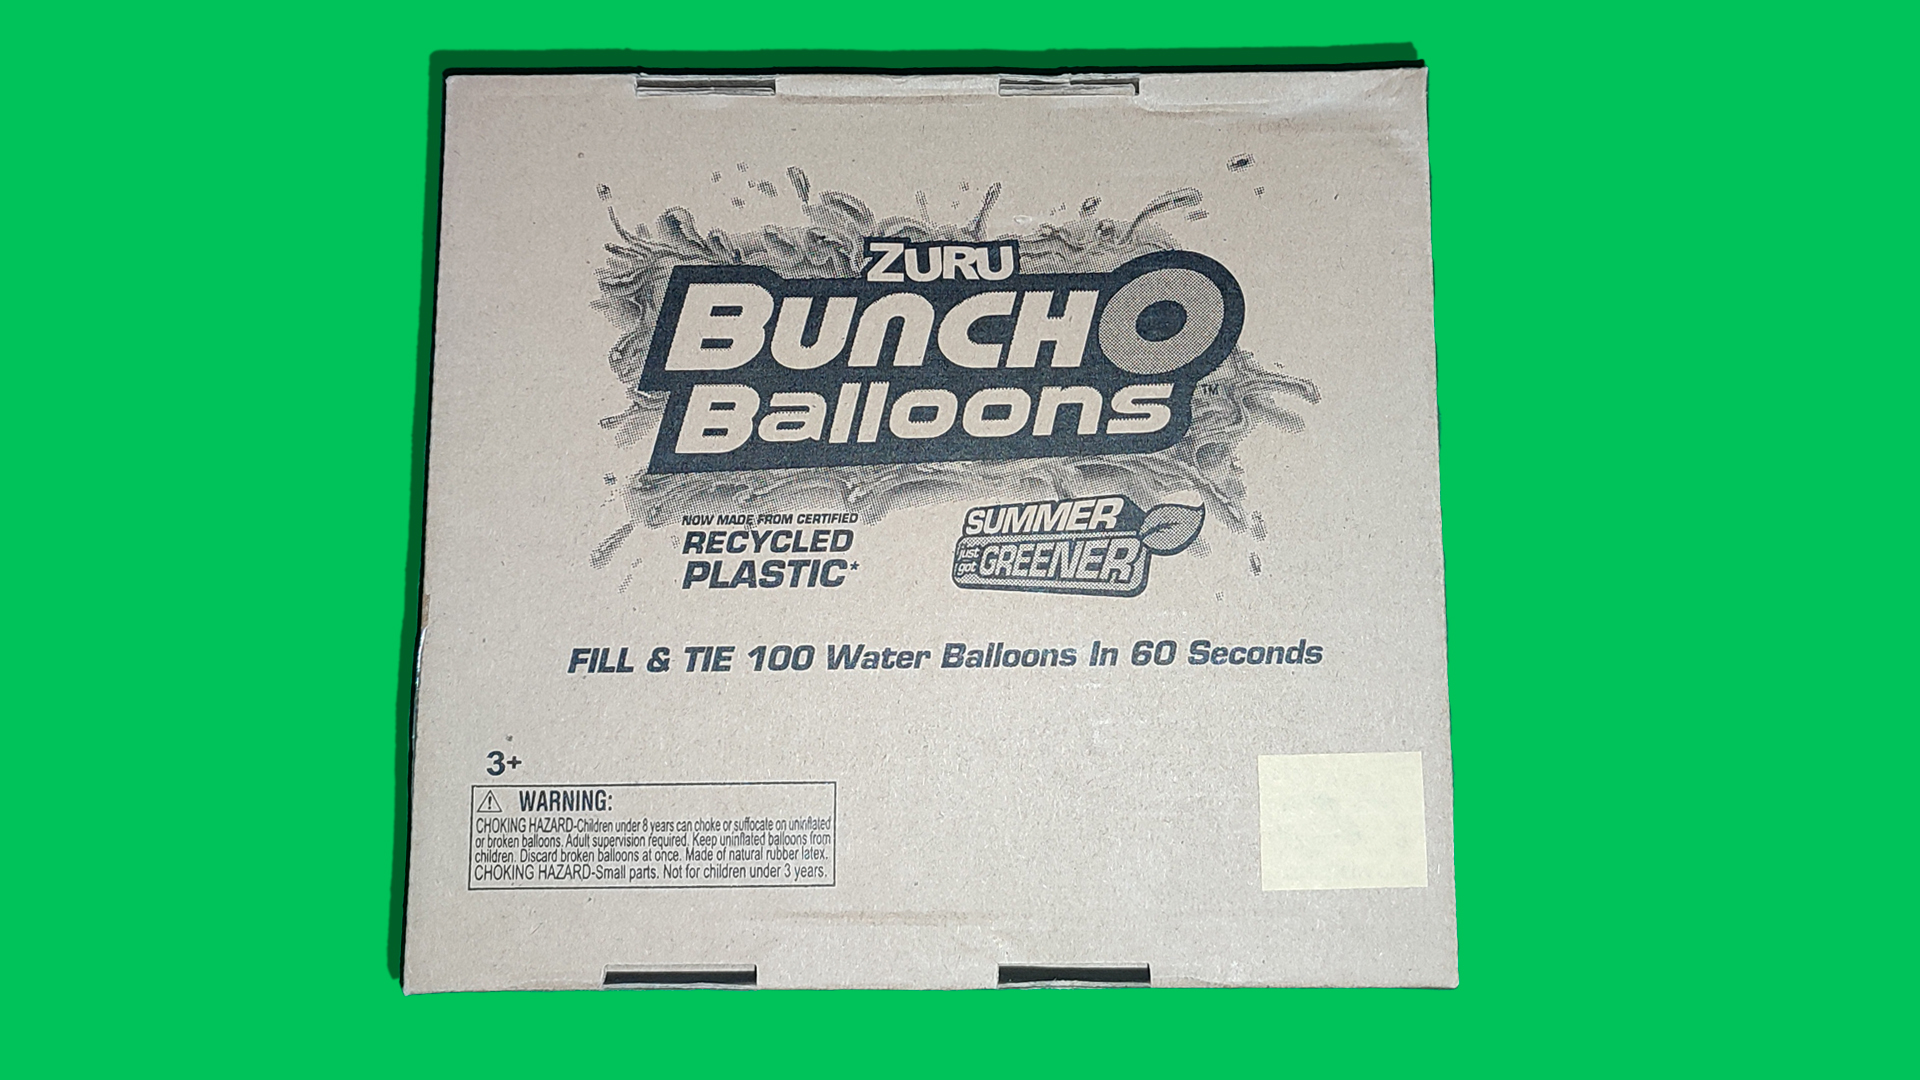 ZURU
BUNCH O
Balloons™
NOW MADE FROM CERTIFIED
RECYCLED
PLASTIC*
SUMMER
just
got
GREENER
FILL & TIE 100 Water Balloons In 60 Seconds
3+
WARNING:
CHOKING HAZARD-Children under 8 years can choke or suffocate on uninflated
or broken balloons. Adult supervision required. Keep uninflated balloons from
children. Discard broken balloons at once. Made of natural rubber latex.
CHOKING HAZARD-Small parts. Not for children under 3 years.